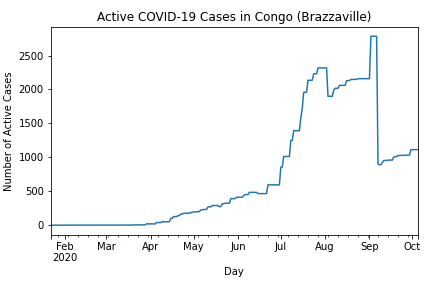 Active COVID-19 Cases in Congo (Brazzaville)
Number of Active Cases
2500
2000
1500
1000
500
0
Feb Mar Apr May Jun Jul Aug Sep Oct
2020
Day